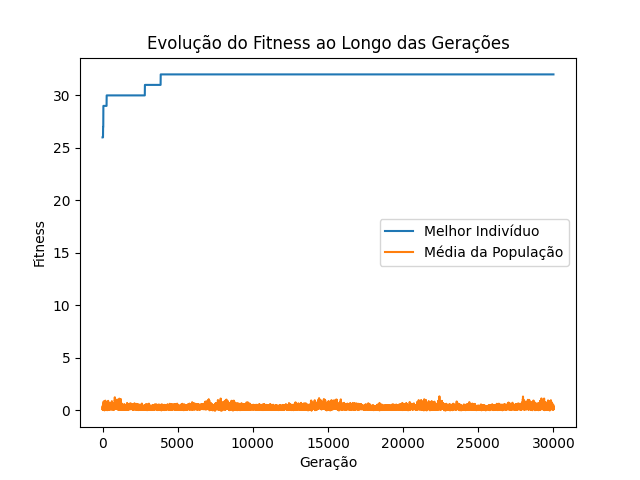 Evolução do Fitness ao Longo das Gerações
Fitness
30
25
20
15
10
5
0
Melhor Indivíduo
Média da População
0 5000 10000 15000 20000 25000 30000
Geração